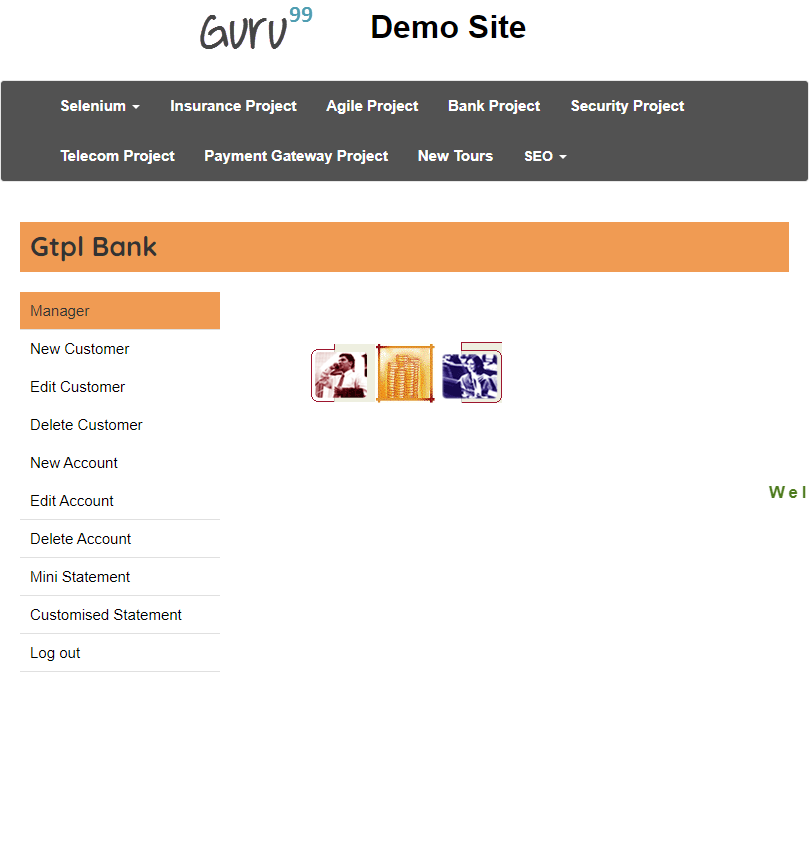 Guru99 Demo Site
Selenium Insurance Project Agile Project Bank Project Security Project
Telecom Project Payment Gateway Project New Tours SEO
Gtpl Bank
Manager
New Customer
Edit Customer
Delete Customer
New Account
Wel
Edit Account
Delete Account
Mini Statement
Customised Statement
Log out